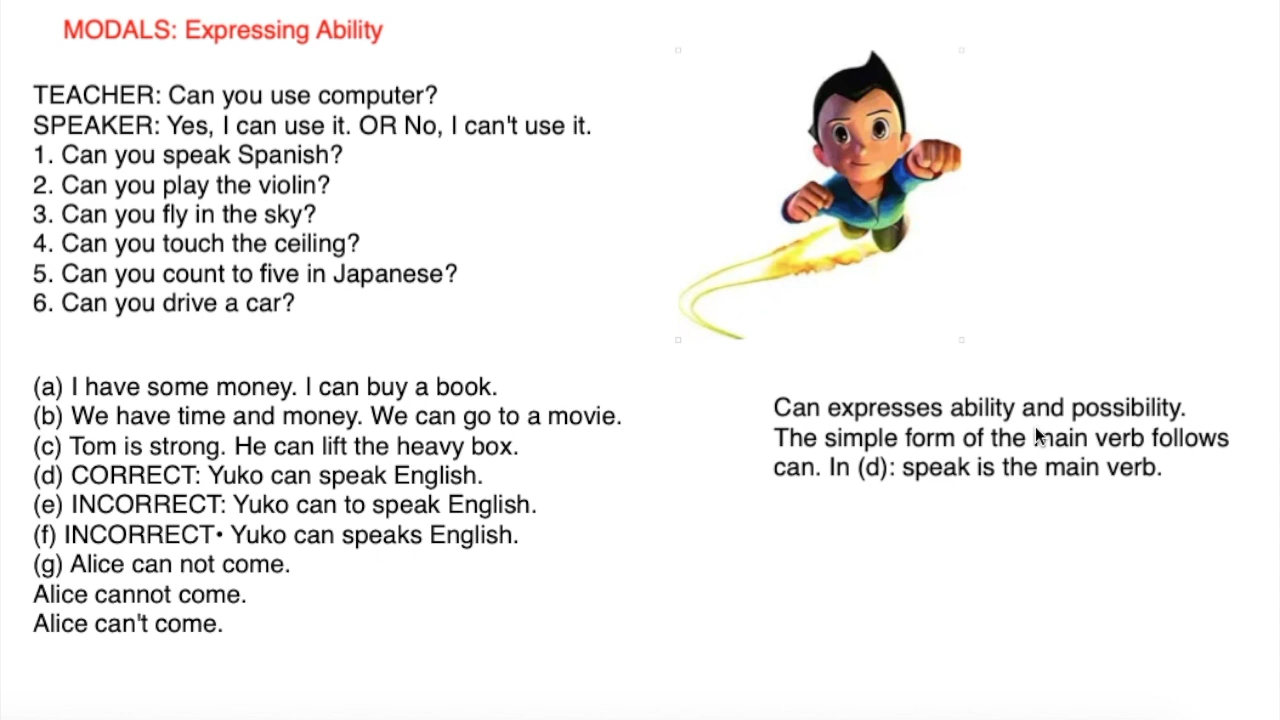 MODALS: Expressing Ability
TEACHER: Can you use computer?
SPEAKER: Yes, I can use it. OR No, I can't use it.
1. Can you speak Spanish?
2. Can you play the violin?
3. Can you fly in the sky?
4. Can you touch the ceiling?
5. Can you count to five in Japanese?
6. Can you drive a car?
(a) I have some money. I can buy a book.
(b) We have time and money. We can go to a movie.
(c) Tom is strong. He can lift the heavy box.
(d) CORRECT: Yuko can speak English.
(e) INCORRECT: Yuko can to speak English.
(f) INCORRECT• Yuko can speaks English.
(g) Alice can not come.
Alice cannot come.
Alice can't come.
Can expresses ability and possibility.
The simple form of the main verb follows
can. In (d): speak is the main verb.